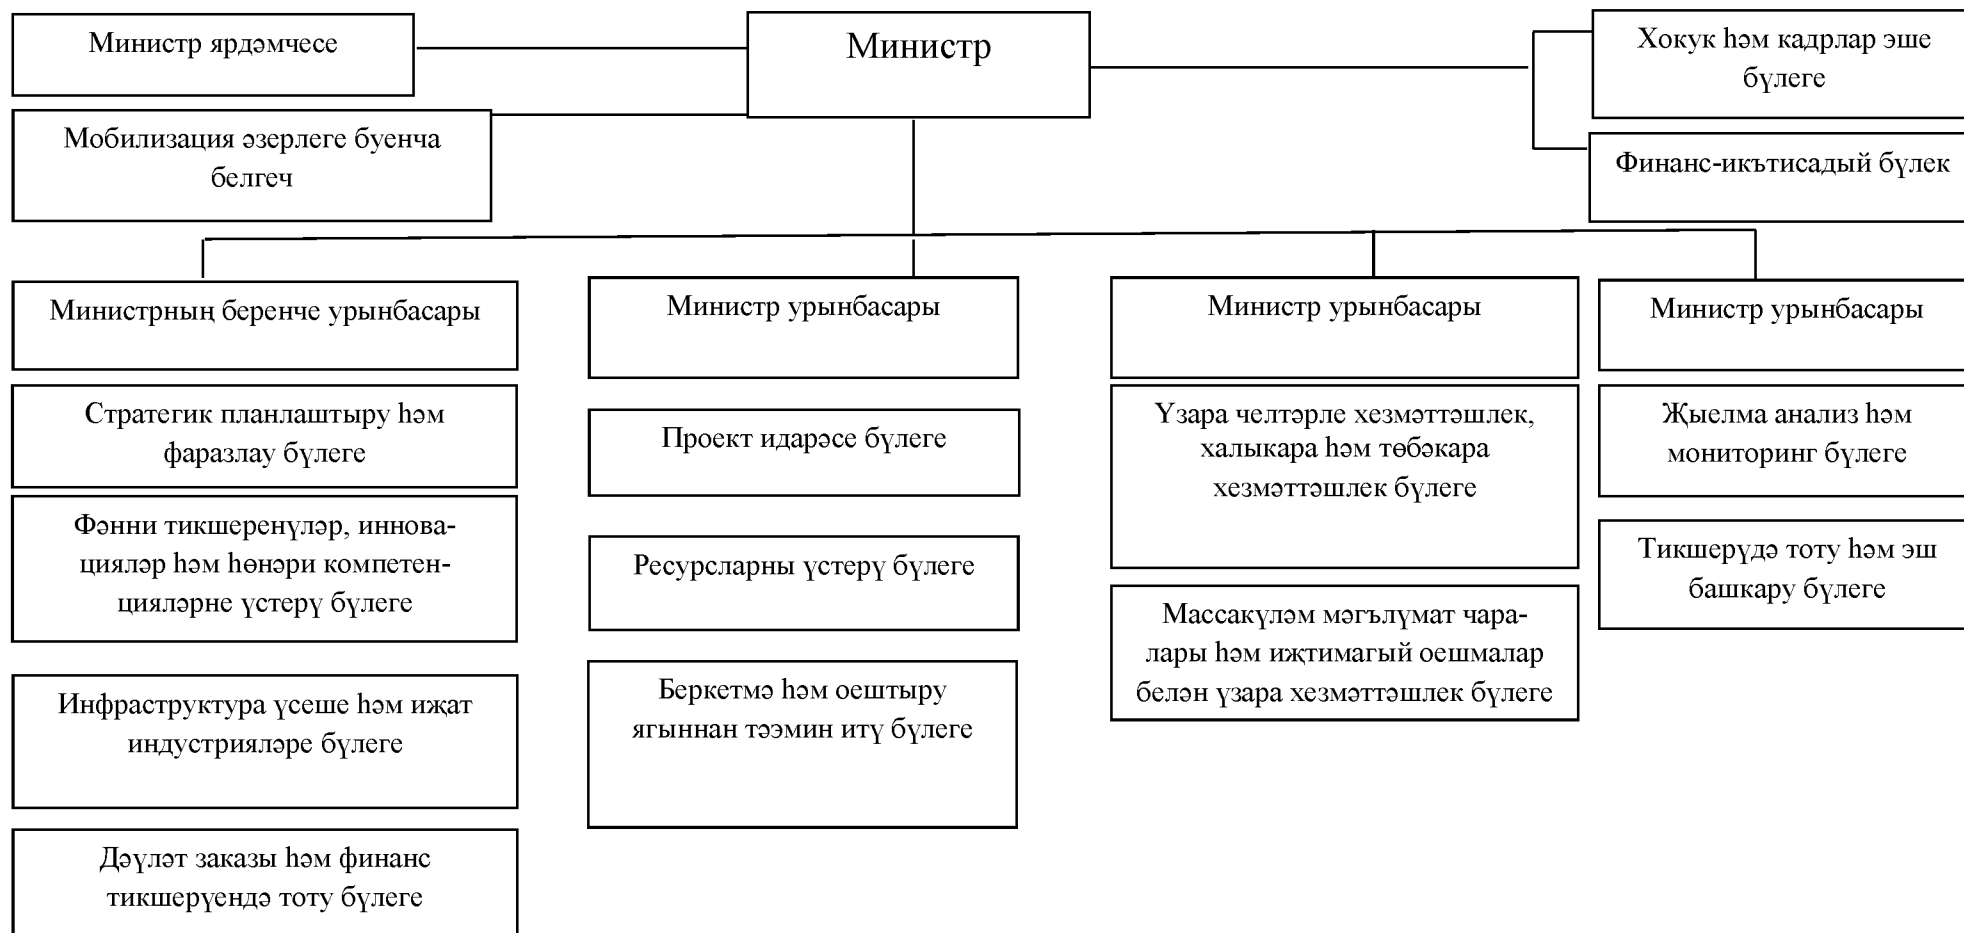 Министр ярдәмчесе
Министр
Хокук һәм кадрлар эше
бүлеге
Мобилизация әзерлеге буенча
белгеч
Финанс-икътисадый бүлек
Министрның беренче урынбасары
Министр урынбасары
Министр урынбасары
Министр урынбасары
Стратегик планлаштыру һәм
фаразлау бүлеге
Проект идарәсе бүлеге
Үзара челтәрле хезмәттәшлек,
халыкара һәм төбәкара
хезмәттәшлек бүлеге
Җыелма анализ һәм
мониторинг бүлеге
Фәнни тикшеренүләр, иннова-
цияләр һәм һөнәри компетен-
цияләрне үстерү бүлеге
Ресурсларны үстерү бүлеге
Массакүләм мәгълүмат чара-
лары һәм иҗтимагый оешмалар
белән үзара хезмәттәшлек бүлеге
Тикшерүдә тоту һәм эш
башкару бүлеге
Инфраструктура үсеше һәм иҗат
индустрияләре бүлеге
Беркетмә һәм оештыру
ягыннан тәэмин итү бүлеге
Дәүләт заказы һәм финанс
тикшерүендә тоту бүлеге